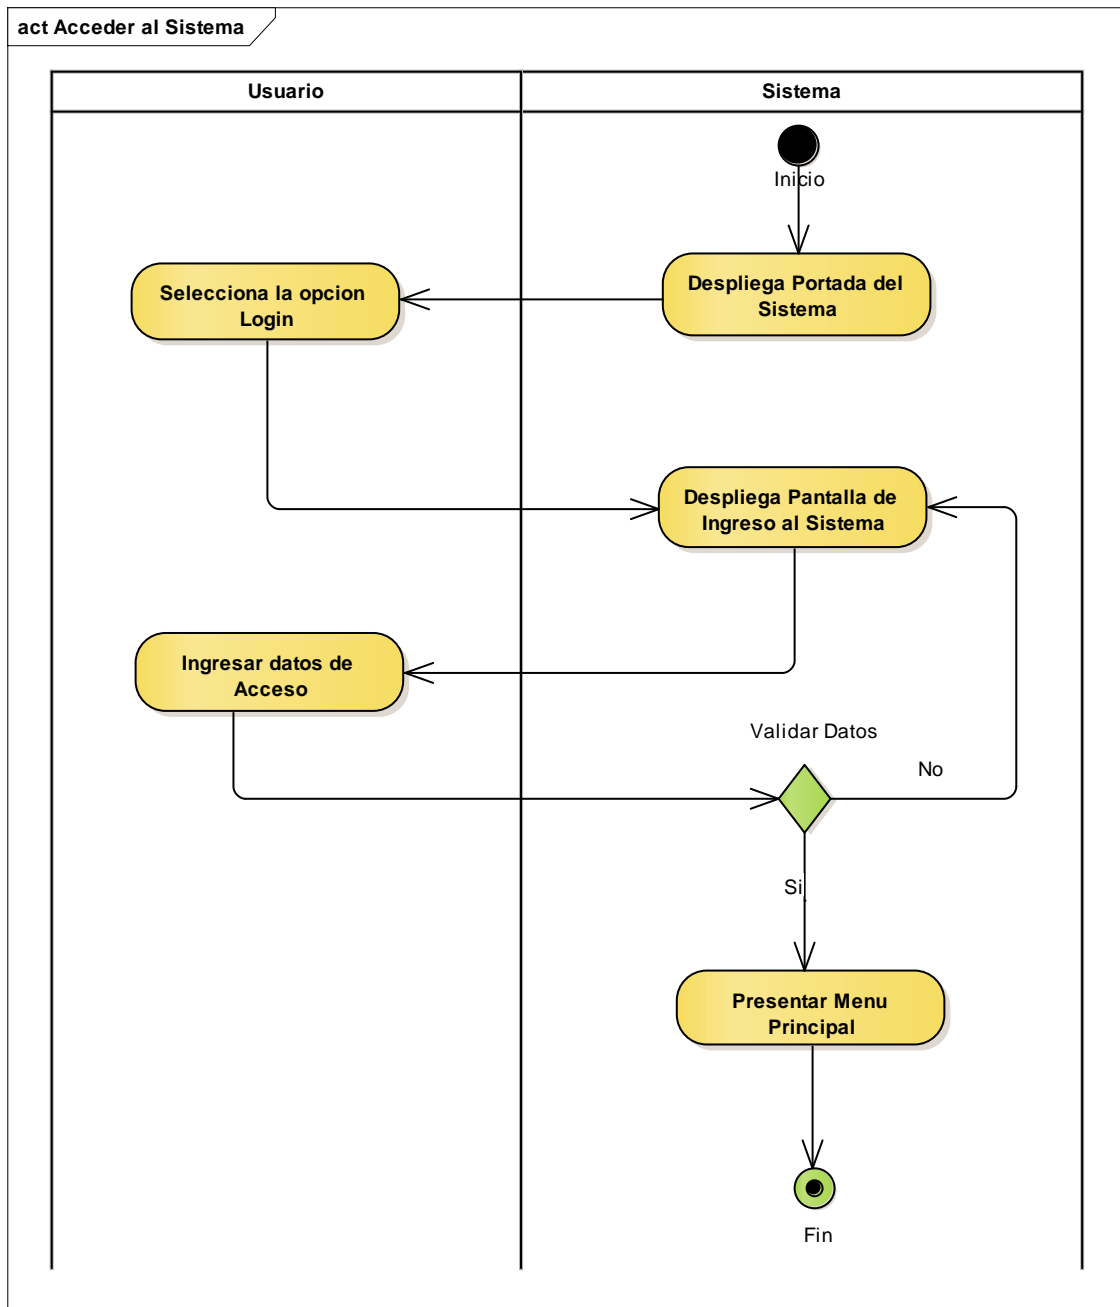 act Acceder al Sistema
Usuario
Sistema
Inicio
Despliega Portada del
Sistema
Selecciona la opcion
Login
Despliega Pantalla de
Ingreso al Sistema
Ingresar datos de
Acceso
Validar Datos
No
Si
Presentar Menu
Principal
Fin